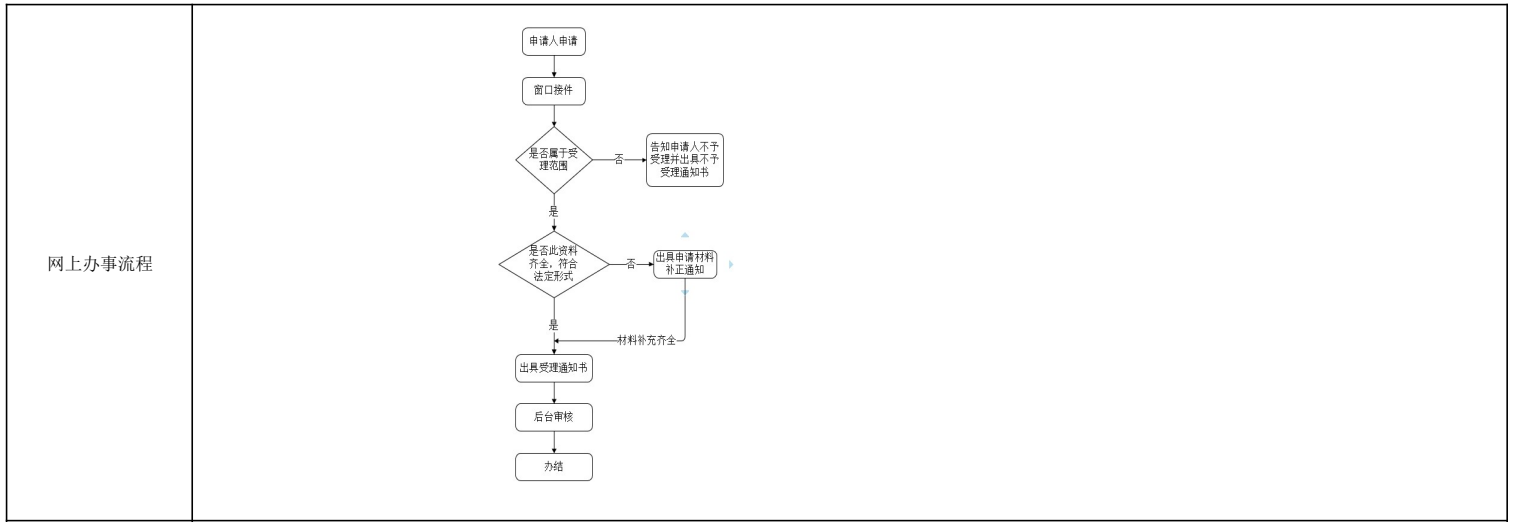 申请人申请
窗口接件
是否属于受
理范围
否
告知申请人不予
受理并出具不予
受理通知书
是
网上办事流程
是否此资料
齐全，符合
法定形式
否
出具申请材料
补正通知
是
材料补充齐全
出具受理通知书
后台审核
办结